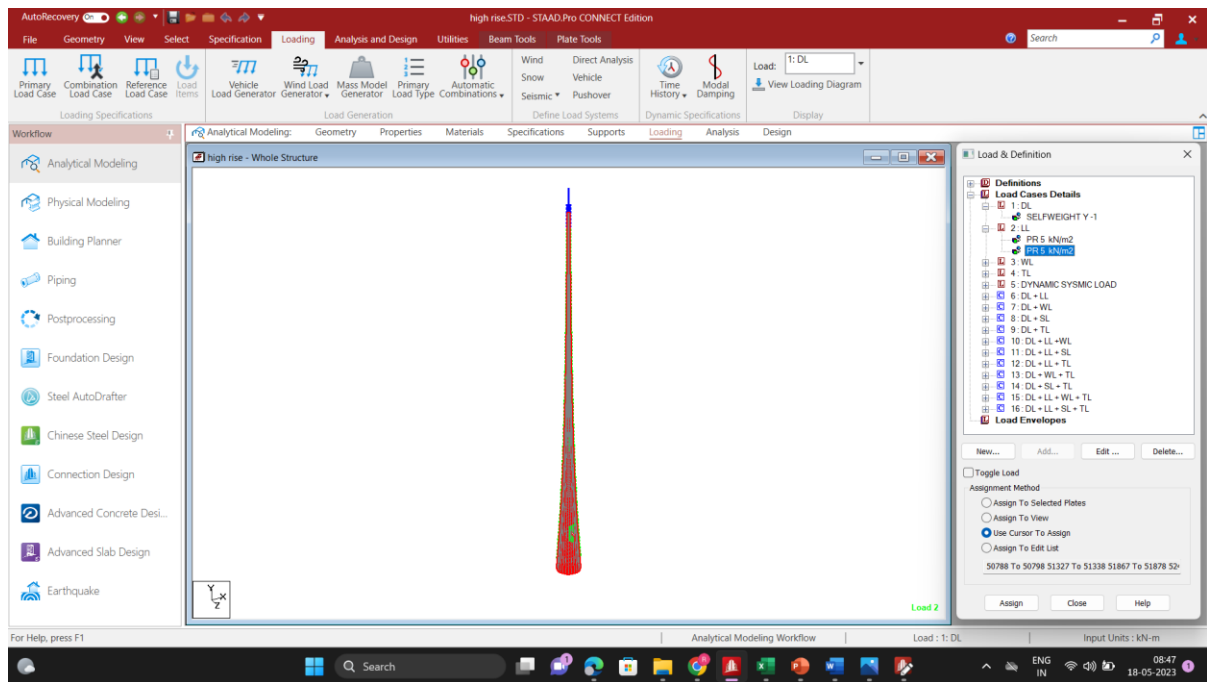 AutoRecovery On
high rise.STD - STAAD.Pro CONNECT Edition
File Geometry View Select Specification Loading Analysis and Design Utilities Beam Tools Plate Tools Search
Primary Load Case
Combination Load Case
Reference Load Case
Load Items
Vehicle Load Generator
Wind Load Generator
Mass Model Generator
Primary Load Type
Automatic Combinations
Wind
Snow
Seismic
Direct Analysis
Vehicle
Pushover
Time History
Modal Damping
Load: 1: DL
View Loading Diagram
Loading Specifications Load Generation Define Load Systems Dynamic Specifications Display
Workflow
Analytical Modeling: Geometry Properties Materials Specifications Supports Loading Analysis Design
Analytical Modeling
Physical Modeling
Building Planner
Piping
Postprocessing
Foundation Design
Steel AutoDrafter
Chinese Steel Design
Connection Design
Advanced Concrete Desi...
Advanced Slab Design
Earthquake
high rise - Whole Structure
Y
X
Z
Load 2
Load & Definition
Definitions
Load Cases Details
1 : DL
SELFWEIGHT Y -1
2 : LL
PR 5 kN/m2
PR 5 kN/m2
3 : WL
4 : TL
5 : DYNAMIC SYSMIC LOAD
6 : DL + LL
7 : DL + WL
8 : DL + SL
9 : DL + TL
10 : DL + LL +WL
11 : DL + LL + SL
12 : DL + LL + TL
13 : DL + WL + TL
14 : DL + SL + TL
15 : DL + LL + WL + TL
16 : DL + LL + SL + TL
Load Envelopes
New... Add... Edit ... Delete...
Toggle Load
Assignment Method
Assign To Selected Plates
Assign To View
Use Cursor To Assign
Assign To Edit List
50788 To 50798 51327 To 51338 51867 To 51878 52
Assign Close Help
For Help, press F1
Analytical Modeling Workflow Load : 1: DL Input Units : kN-m
Search
ENG
IN
08:47
18-05-2023
1